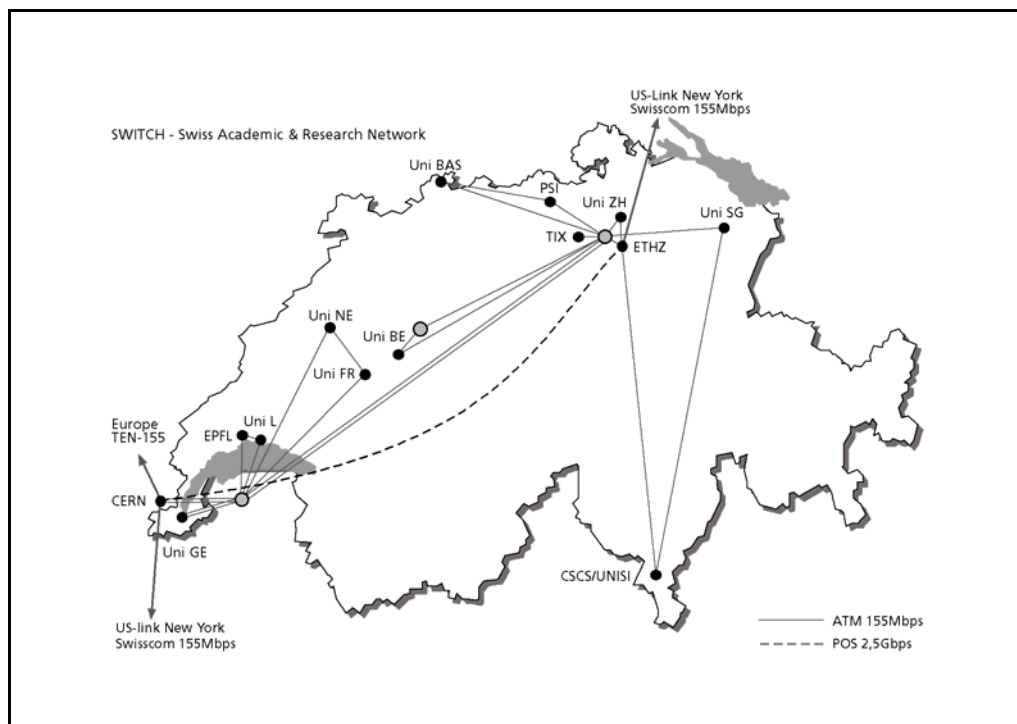 US-Link New York
Swisscom 155Mbps
SWITCH - Swiss Academic & Research Network
Uni BAS
PSI
Uni ZH
Uni SG
TIX
ETHZ
Uni NE
Uni BE
Uni FR
Europe
TEN-155
Uni L
EPFL
CERN
Uni GE
CSCS/UNISI
US-link New York
Swisscom 155Mbps
ATM 155Mbps
POS 2,5Gbps